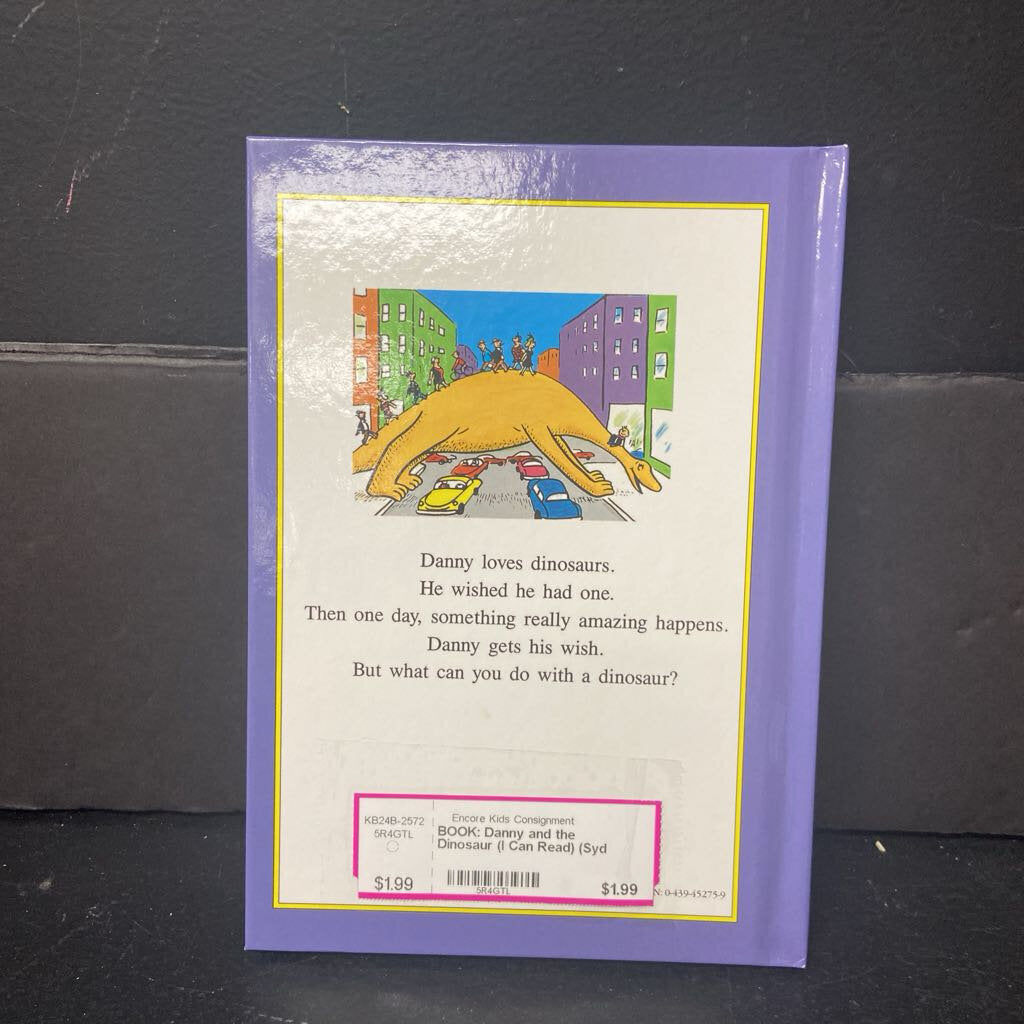 Danny loves dinosaurs.
He wished he had one.
Then one day, something really amazing happens.
Danny gets his wish.
But what can you do with a dinosaur?
KB24B-2572
5R4GTL
$1.99
Encore Kids Consignment
BOOK: Danny and the
Dinosaur (I Can Read) (Syd
5R4GTL
$1.99
N: 0-439-45275-9